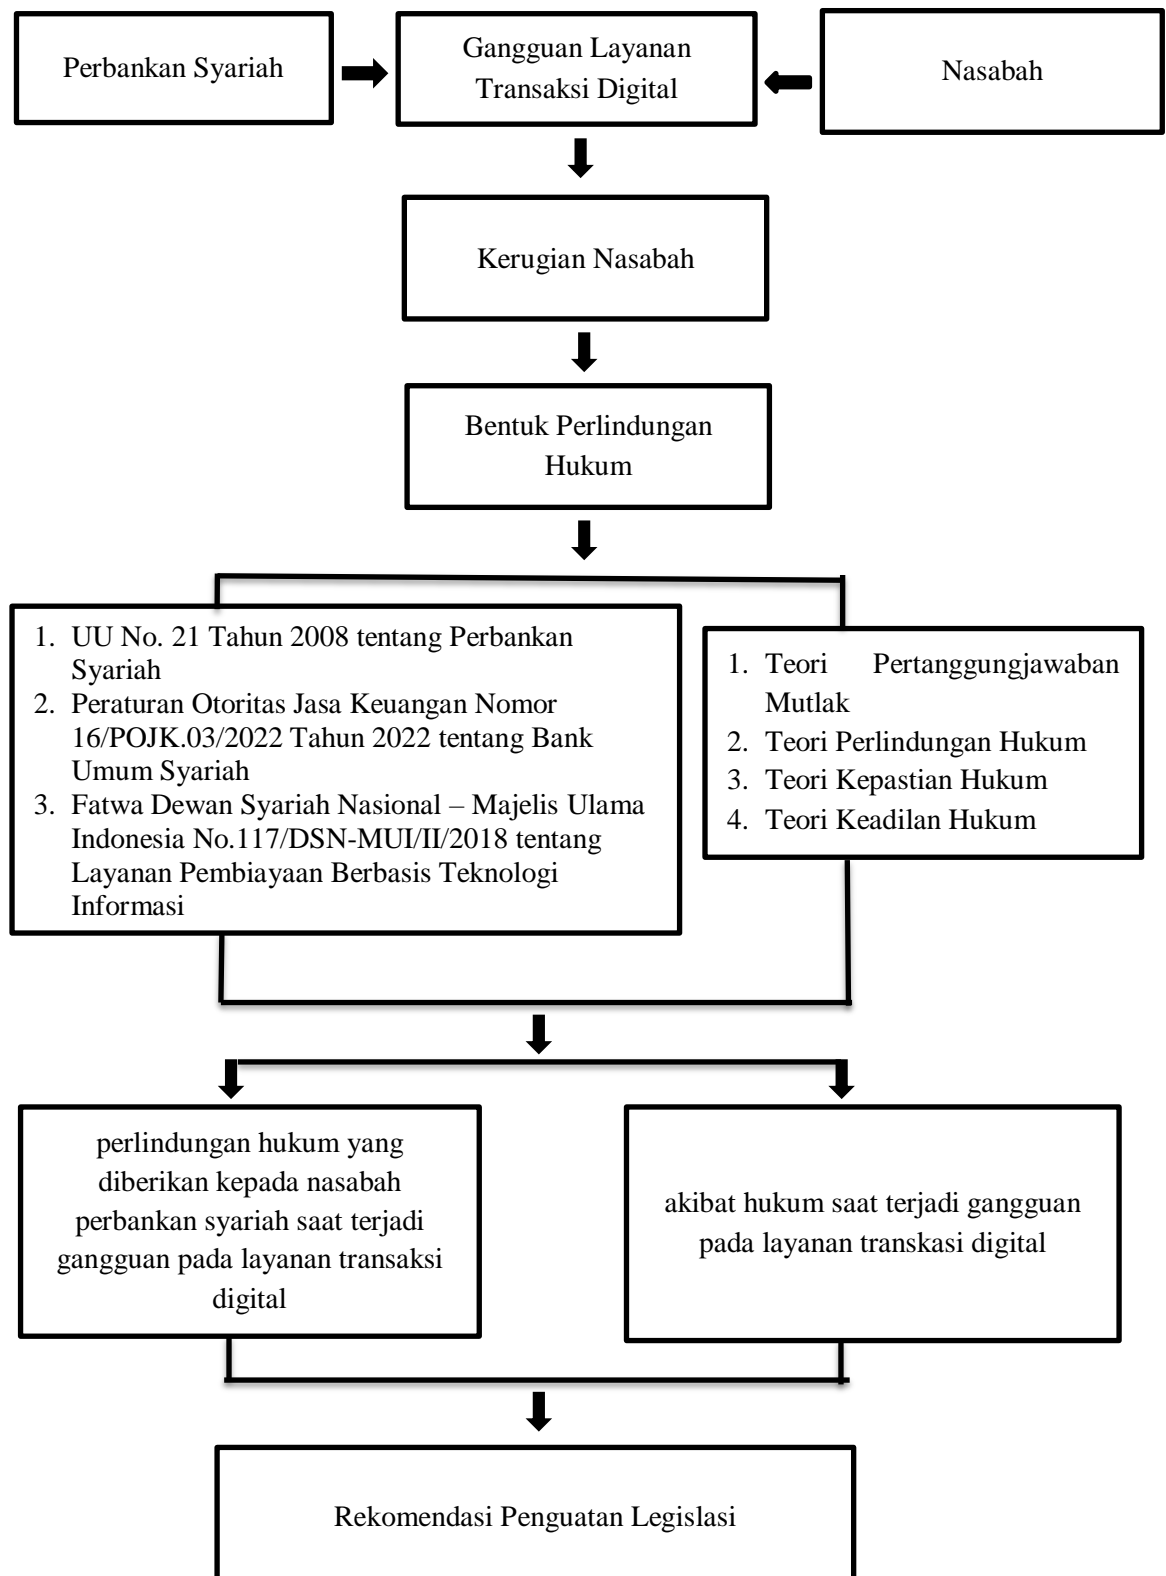 Perbankan Syariah
Gangguan Layanan
Transaksi Digital
Nasabah
Kerugian Nasabah
Bentuk Perlindungan
Hukum
1. UU No. 21 Tahun 2008 tentang Perbankan
Syariah
2. Peraturan Otoritas Jasa Keuangan Nomor
16/POJK.03/2022 Tahun 2022 tentang Bank
Umum Syariah
3. Fatwa Dewan Syariah Nasional – Majelis Ulama
Indonesia No.117/DSN-MUI/II/2018 tentang
Layanan Pembiayaan Berbasis Teknologi
Informasi
1. Teori Pertanggungjawaban
Mutlak
2. Teori Perlindungan Hukum
3. Teori Kepastian Hukum
4. Teori Keadilan Hukum
perlindungan hukum yang
diberikan kepada nasabah
perbankan syariah saat terjadi
gangguan pada layanan transaksi
digital
akibat hukum saat terjadi gangguan
pada layanan transkasi digital
Rekomendasi Penguatan Legislasi